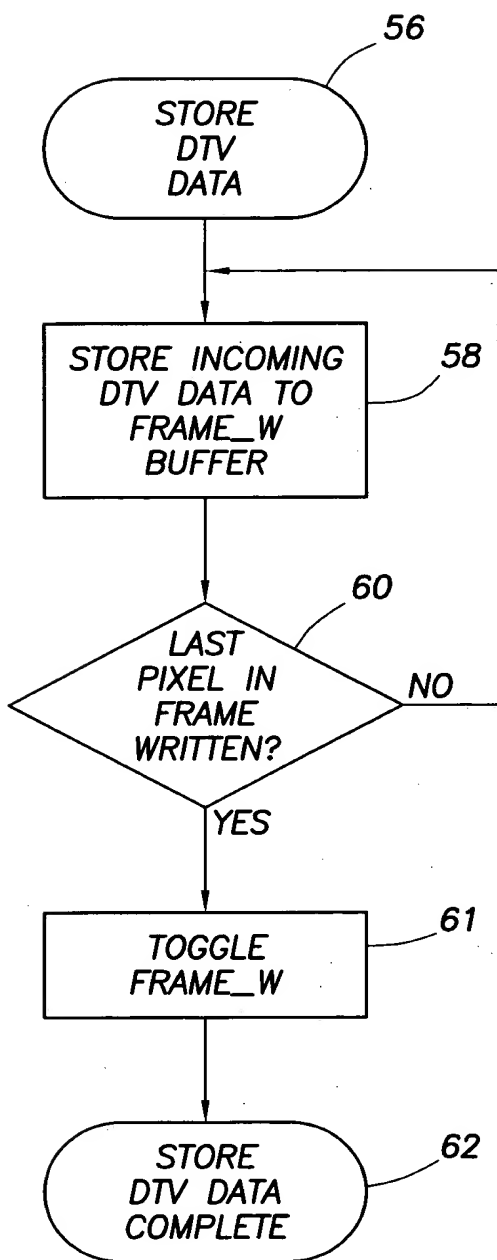 56
STORE
DTV
DATA
STORE INCOMING
DTV DATA TO
FRAME_W
BUFFER
58
60
LAST
PIXEL IN
FRAME
WRITTEN?
NO
YES
61
TOGGLE
FRAME_W
62
STORE
DTV DATA
COMPLETE